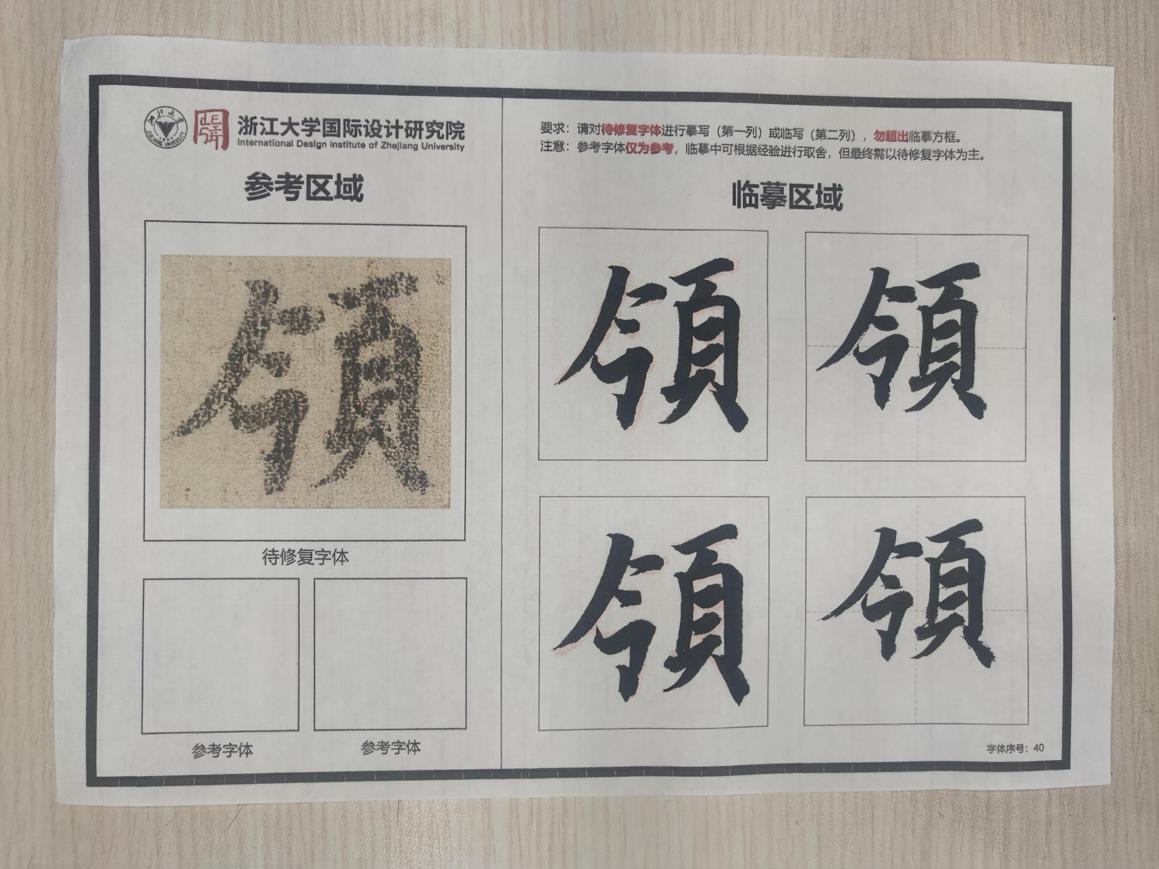 浙江大学国际设计研究院
International Design Institute of Zhejiang University
参考区域
領
待修复字体
参考字体
参考字体
要求：请对待修复字体进行摹写（第一列）或临写（第二列），勿超出临摹方框。
注意：参考字体仅为参考，临摹中可根据经验进行取舍，但最终需以待修复字体为主。
临摹区域
領 領
領 領
字体序号：40